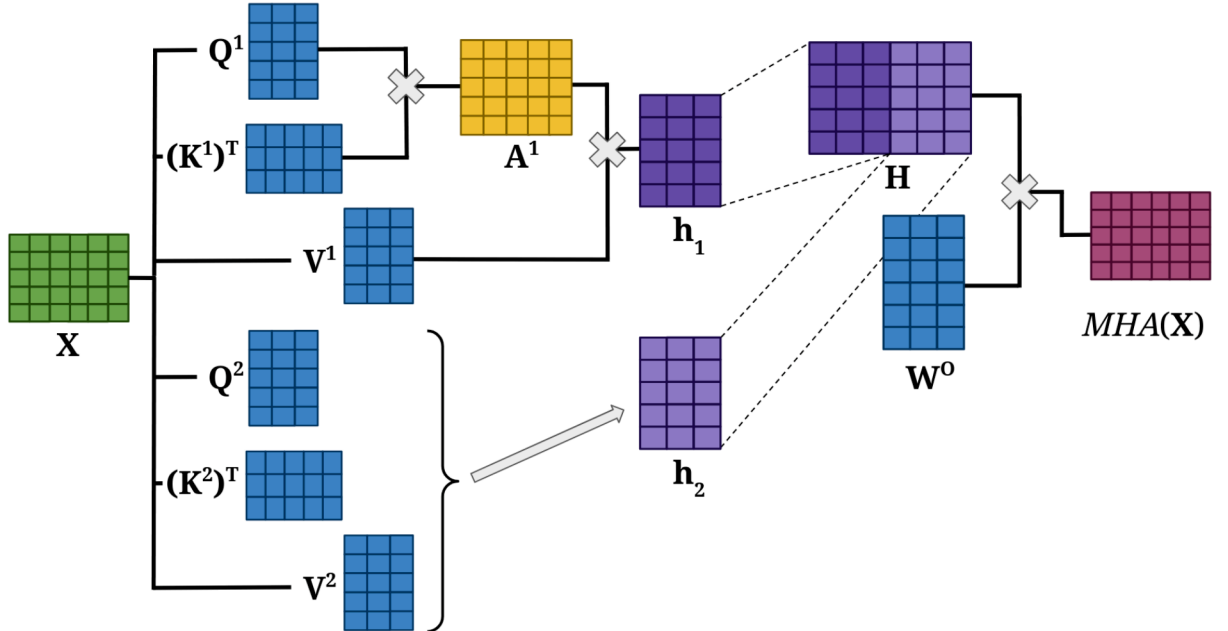 Q¹
(K¹)ᵀ
A¹
V¹
X
h₁
H
Wᴼ
MHA(X)
Q²
(K²)ᵀ
V²
h₂